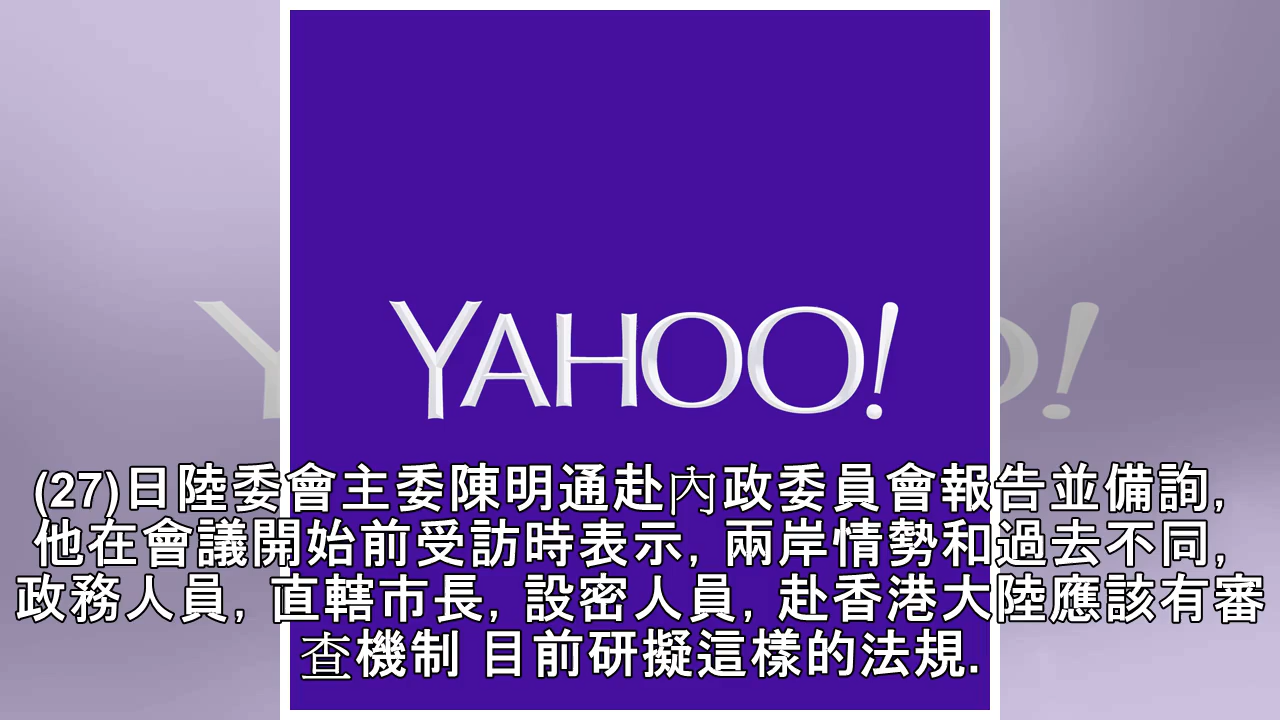 YAHOO!
(27)日陸委會主委陳明通赴內政委員會報告並備詢,
他在會議開始前受訪時表示, 兩岸情勢和過去不同,
政務人員, 直轄市長, 設密人員, 赴香港大陸應該有審
查機制 目前研擬這樣的法規.